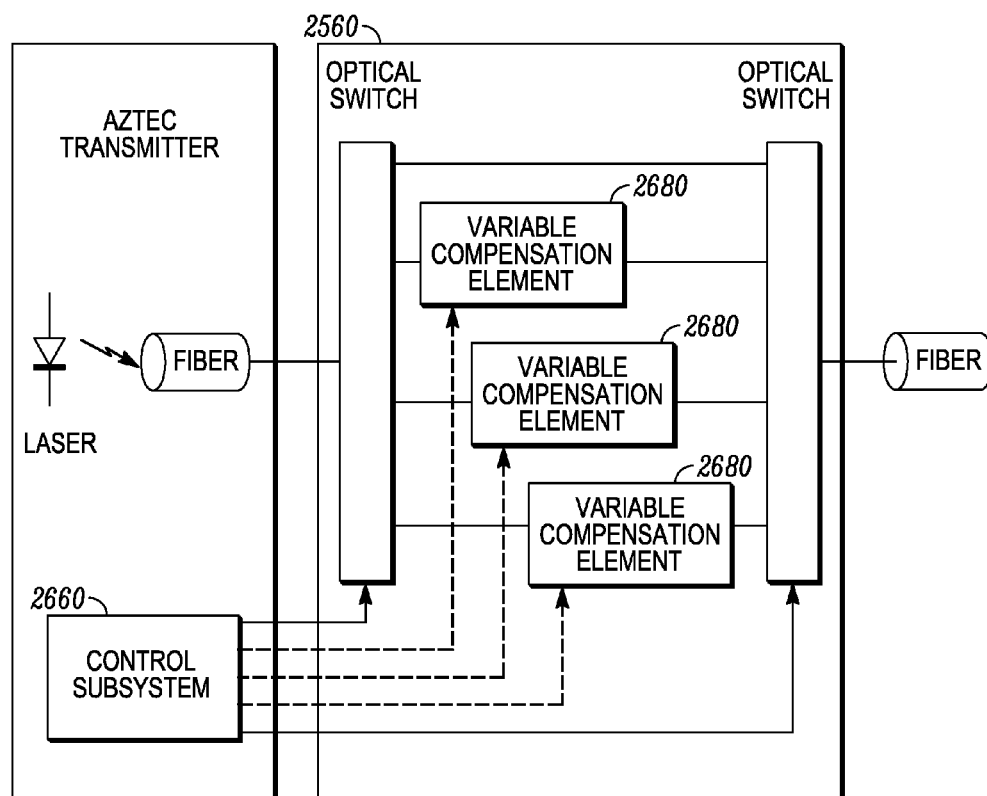 2560
OPTICAL
SWITCH
OPTICAL
SWITCH
AZTEC
TRANSMITTER
2680
VARIABLE
COMPENSATION
ELEMENT
2680
VARIABLE
COMPENSATION
ELEMENT
FIBER
FIBER
LASER
2680
VARIABLE
COMPENSATION
ELEMENT
2660
CONTROL
SUBSYSTEM